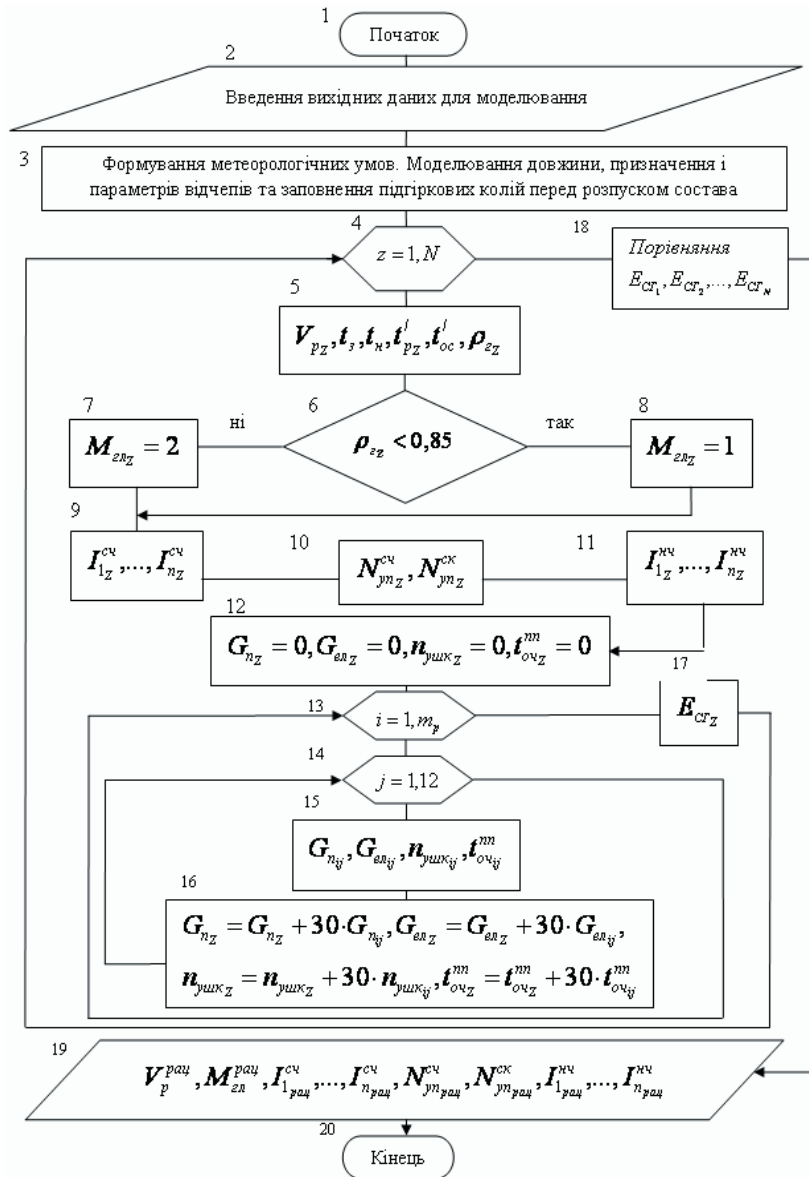 1
Початок
2
Введення вихідних даних для моделювання
3
Формування метеорологічних умов. Моделювання довжини, призначення і
параметрів відчепів та заповнення підгіркових колій перед розпуском состава
4
z = 1, N
18
Порівняння
E_{СГ_1}, E_{СГ_2}, ..., E_{СГ_N}
5
V_{p_Z}, t_з, t_н, t^/_{p_Z}, t^/_{oc}, ρ_{г_Z}
6
ρ_{г_Z} < 0,85
7
ні
M_{гл_Z} = 2
так
8
M_{гл_Z} = 1
9
I^{сч}_{1_Z}, ..., I^{сч}_{n_Z}
10
N^{сч}_{уп_Z}, N^{ск}_{уп_Z}
11
I^{нч}_{1_Z}, ..., I^{нч}_{n_Z}
12
G_{п_Z} = 0, G_{ел_Z} = 0, n_{ушк_Z} = 0, t^{пп}_{оч_Z} = 0
13
i = 1, m_p
17
E_{СГ_Z}
14
j = 1,12
15
G_{п_{ij}}, G_{ел_{ij}}, n_{ушк_{ij}}, t^{пп}_{оч_{ij}}
16
G_{п_Z} = G_{п_Z} + 30·G_{п_{ij}}, G_{ел_Z} = G_{ел_Z} + 30·G_{ел_{ij}},
n_{ушк_Z} = n_{ушк_Z} + 30·n_{ушк_{ij}}, t^{пп}_{оч_Z} = t^{пп}_{оч_Z} + 30·t^{пп}_{оч_{ij}}
19
V^{рац}_p, M^{рац}_{гл}, I^{сч}_{1_{рац}}, ..., I^{сч}_{n_{рац}}, N^{сч}_{уп_{рац}}, N^{ск}_{уп_{рац}}, I^{нч}_{1_{рац}}, ..., I^{нч}_{n_{рац}}
20
Кінець